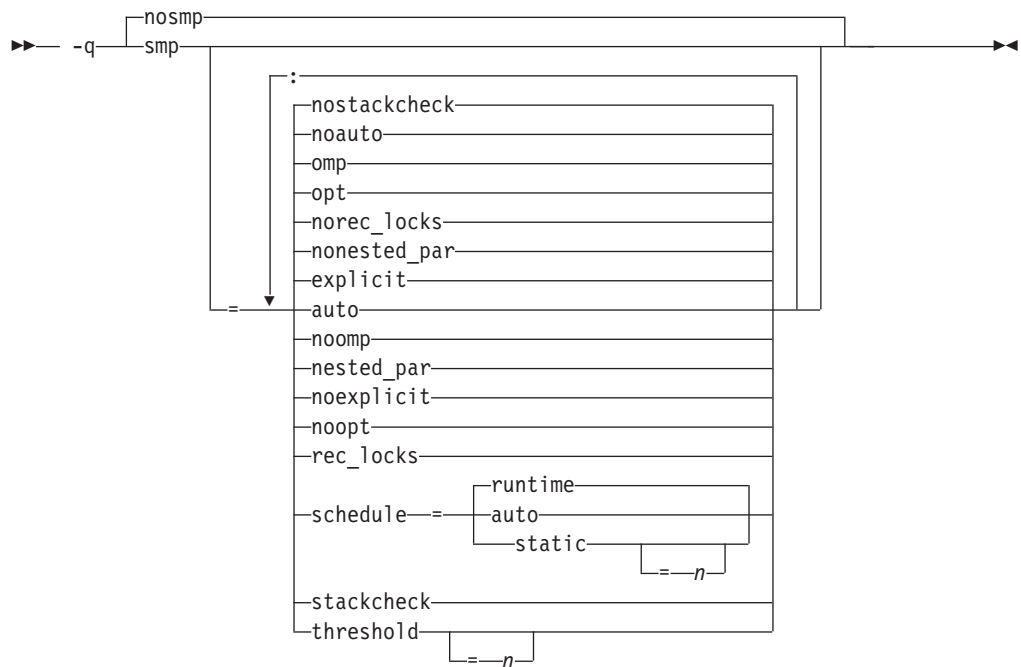 nosmp
-q smp
:
nostackcheck
noauto
omp
opt
norec_locks
nonested_par
explicit
= auto
noomp
nested_par
noexplicit
noopt
rec_locks
runtime
schedule = auto
static
= n
stackcheck
threshold
= n